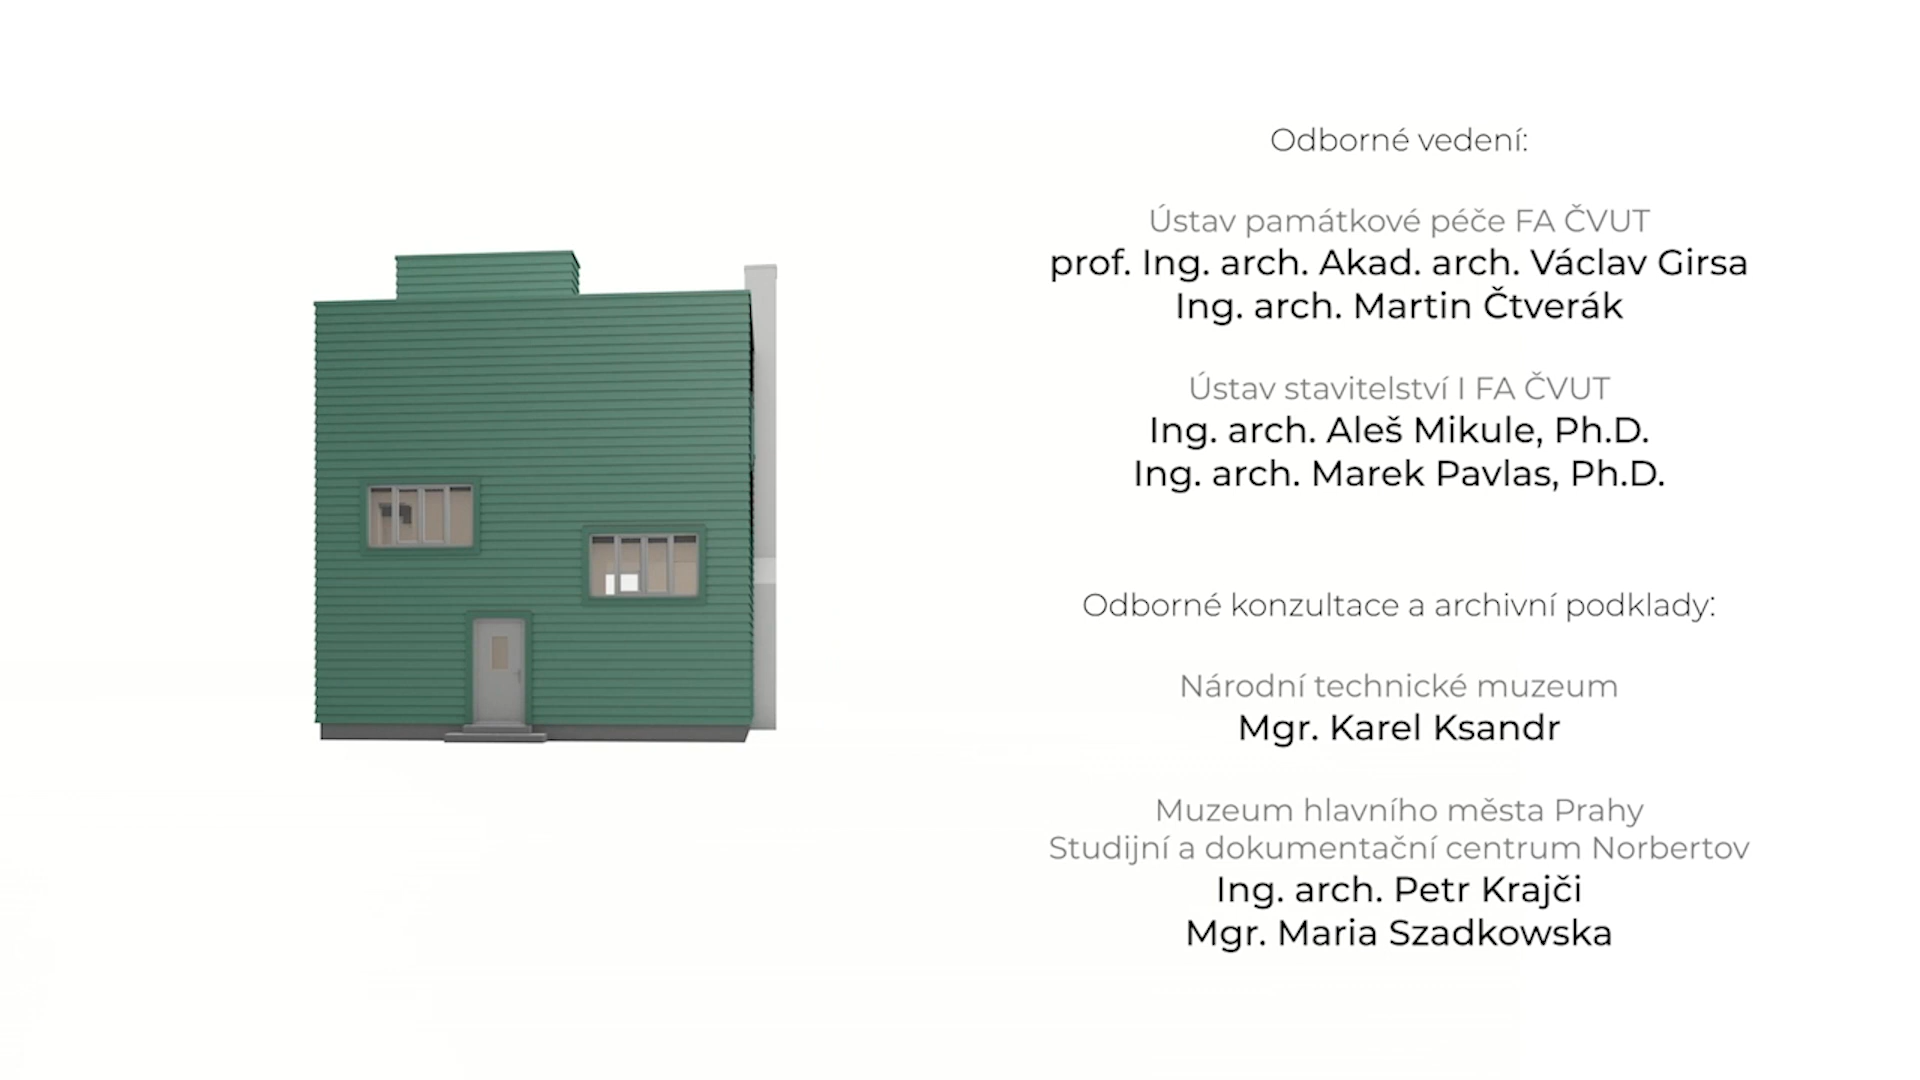 Odborné vedení:
Ústav památkové péče FA ČVUT
prof. Ing. arch. Akad. arch. Václav Girsa
Ing. arch. Martin Čtverák
Ústav stavitelství I FA ČVUT
Ing. arch. Aleš Mikule, Ph.D.
Ing. arch. Marek Pavlas, Ph.D.
Odborné konzultace a archivní podklady:
Národní technické muzeum
Mgr. Karel Ksandr
Muzeum hlavního města Prahy
Studijní a dokumentační centrum Norbertov
Ing. arch. Petr Krajči
Mgr. Maria Szadkowska